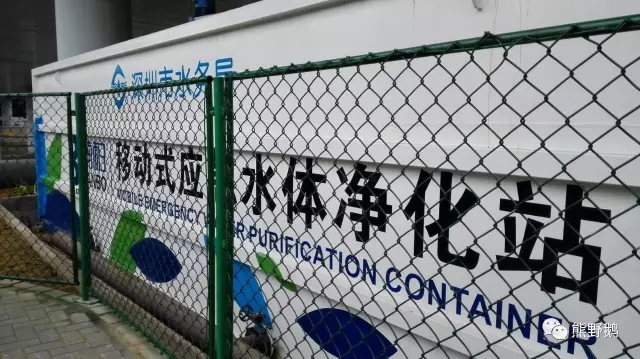 深圳市水务局
移动式应 水体净化站
MOBILE EMERGENCY ER PURIFICATION CONTAINER
熊野鹅